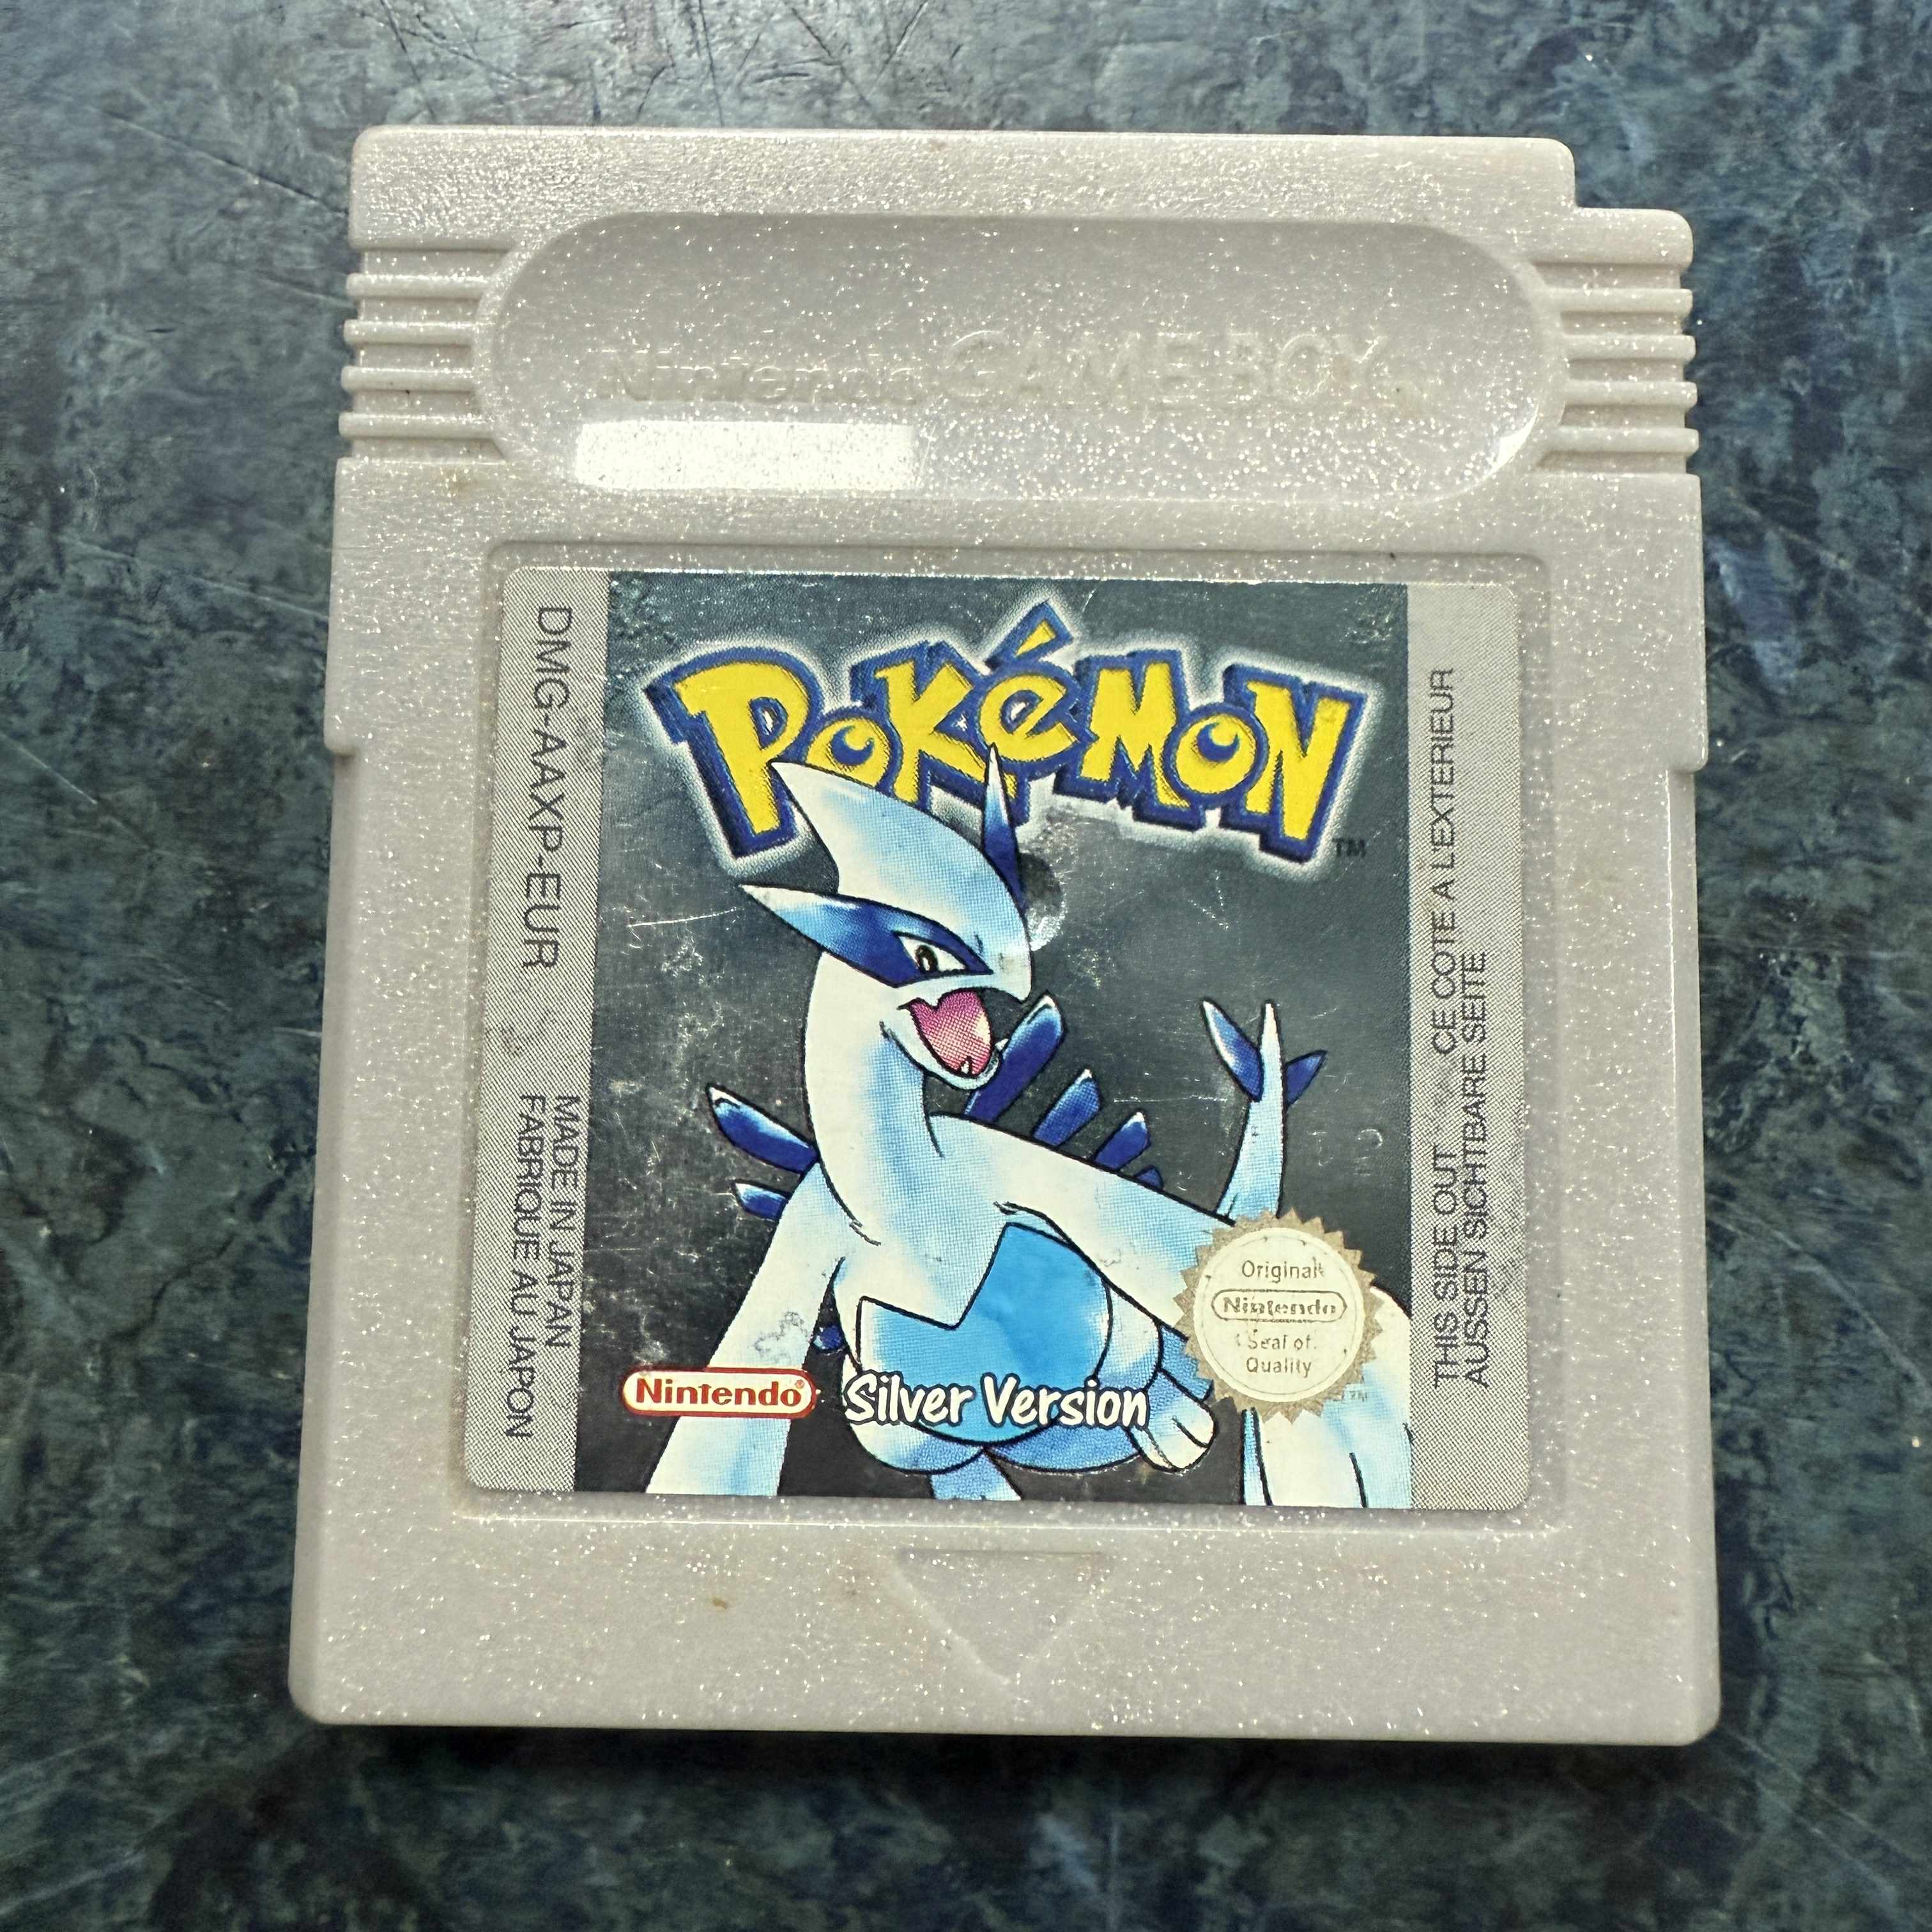 Nintendo GAME BOY
DMG-AAXP-EUR
MADE IN JAPAN
FABRIQUE AU JAPON
POKéMON
TM
Nintendo®
Silver Version
Original
Nintendo
Seal of
Quality
THIS SIDE OUT CE COTE A L'EXTERIEUR
AUSSEN SICHTBARE SEITE